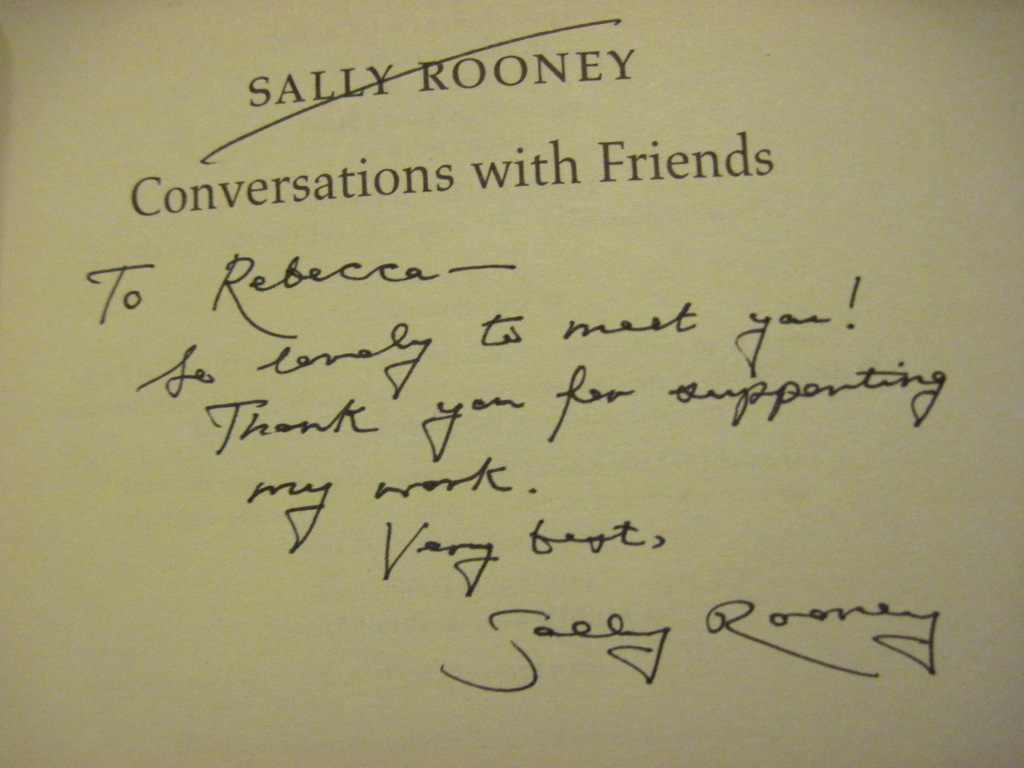 SALLY ROONEY
Conversations with Friends
To Rebecca—
So lovely to meet you!
Thank you for supporting
my work.
Very best,
Sally Rooney